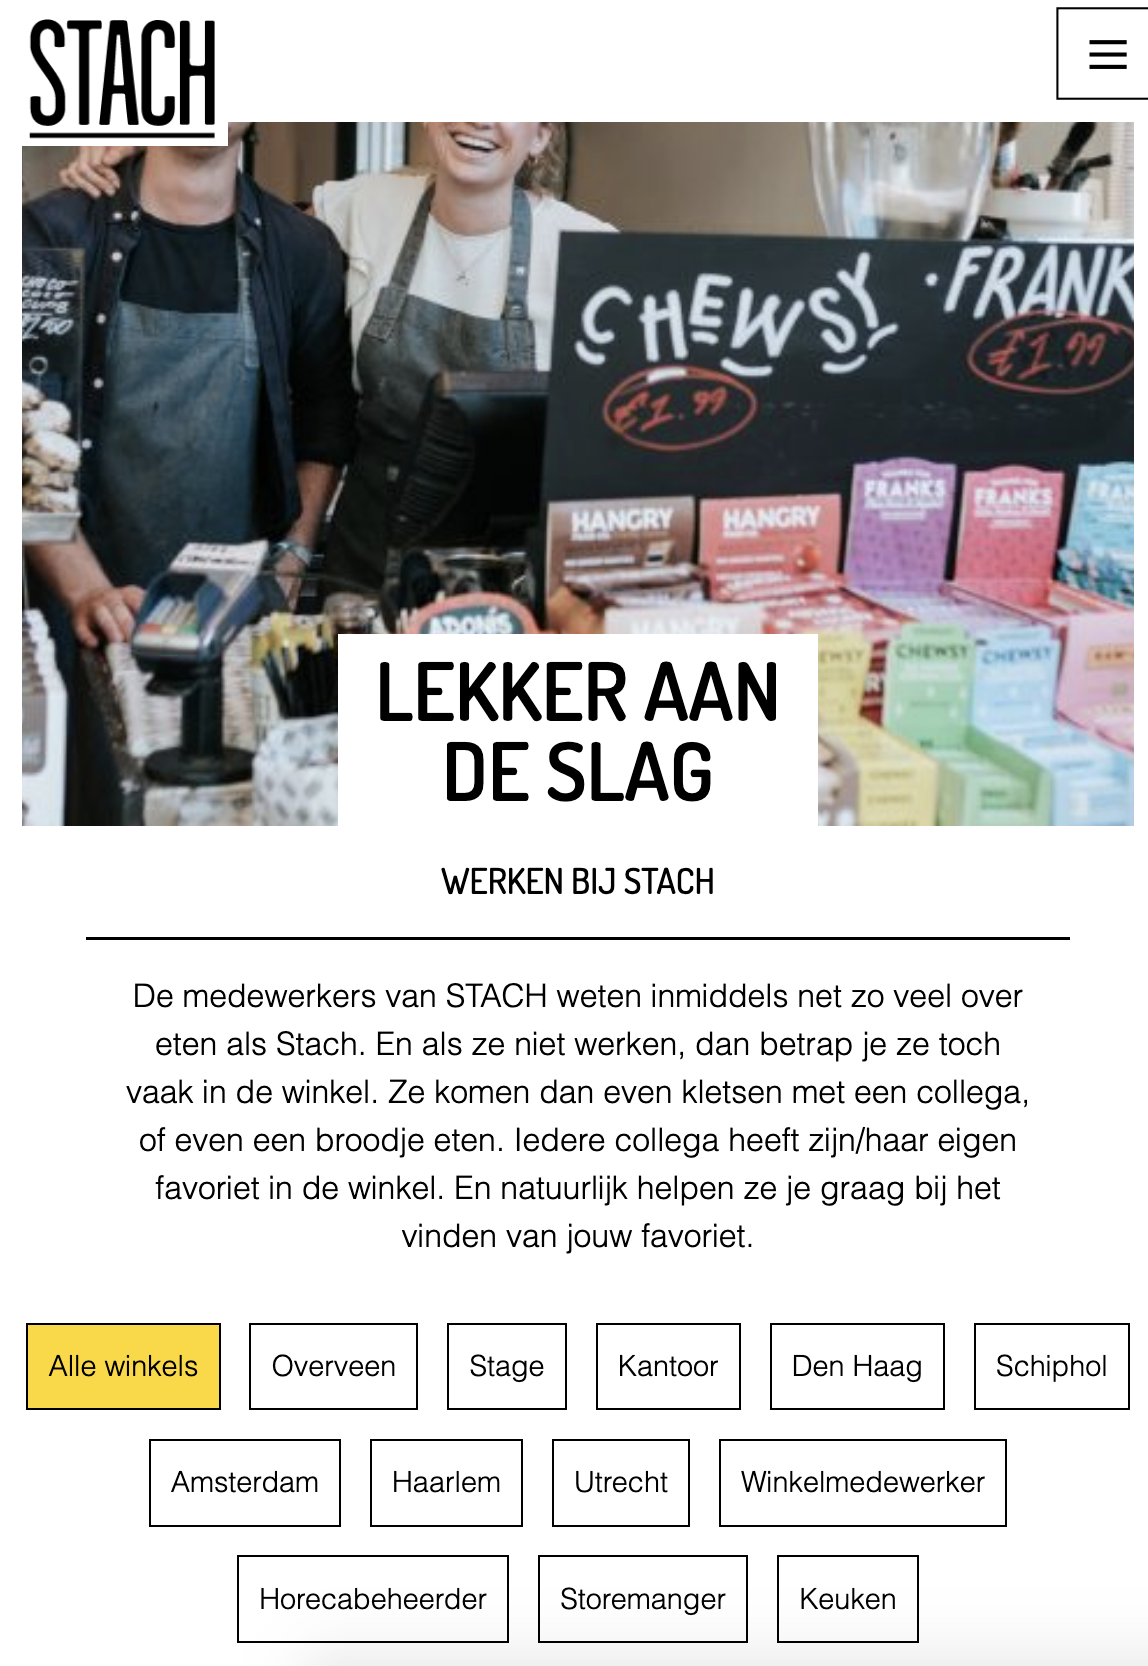 STACH
CHEWSY
·FRANK
£1.99
£1.99
HANGRY
HANGRY
FRANKS
FRANKS
FRAN
ADONIS
HANGRY
CHEWSY
CHEWSY
LEKKER AAN
DE SLAG
WERKEN BIJ STACH
De medewerkers van STACH weten inmiddels net zo veel over
eten als Stach. En als ze niet werken, dan betrap je ze toch
vaak in de winkel. Ze komen dan even kletsen met een collega,
of even een broodje eten. Iedere collega heeft zijn/haar eigen
favoriet in de winkel. En natuurlijk helpen ze je graag bij het
vinden van jouw favoriet.
Alle winkels
Overveen
Stage
Kantoor
Den Haag
Schiphol
Amsterdam
Haarlem
Utrecht
Winkelmedewerker
Horecabeheerder
Storemanger
Keuken